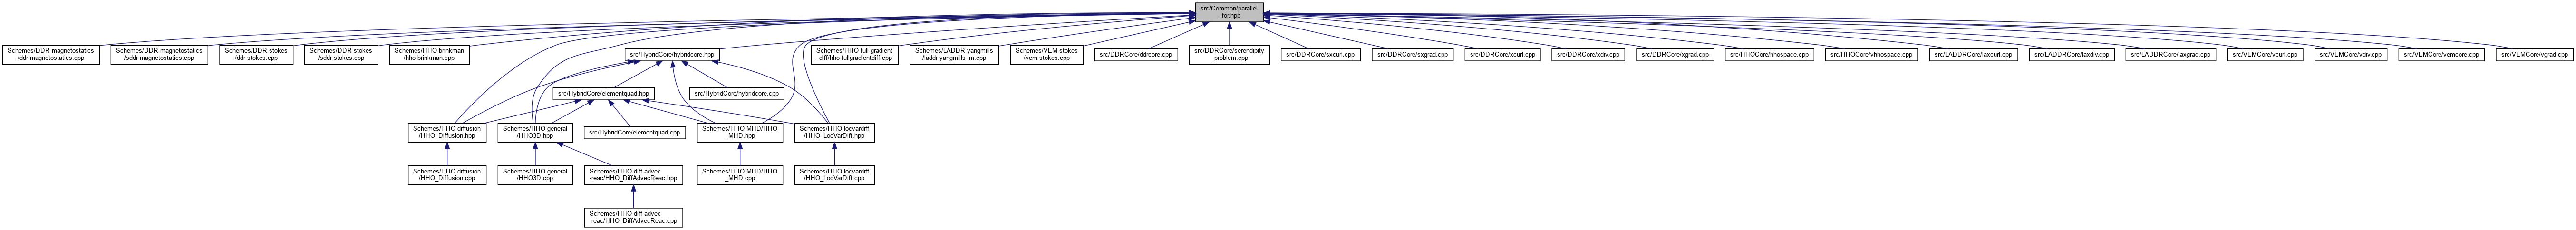 src/Common/parallel
_for.hpp
Schemes/DDR-magnetostatics
/ddr-magnetostatics.cpp
Schemes/DDR-magnetostatics
/sddr-magnetostatics.cpp
Schemes/DDR-stokes
/ddr-stokes.cpp
Schemes/DDR-stokes
/sddr-stokes.cpp
Schemes/HHO-brinkman
/hho-brinkman.cpp
src/HybridCore/hybridcore.hpp
Schemes/HHO-full-gradient
-diff/hho-fullgradientdiff.cpp
Schemes/LADDR-yangmills
/laddr-yangmills-lm.cpp
Schemes/VEM-stokes
/vem-stokes.cpp
src/DDRCore/ddrcore.cpp
src/DDRCore/serendipity
_problem.cpp
src/DDRCore/sxcurl.cpp
src/DDRCore/sxgrad.cpp
src/DDRCore/xcurl.cpp
src/DDRCore/xdiv.cpp
src/DDRCore/xgrad.cpp
src/HHOCore/hhospace.cpp
src/HHOCore/vhhospace.cpp
src/LADDRCore/laxcurl.cpp
src/LADDRCore/laxdiv.cpp
src/LADDRCore/laxgrad.cpp
src/VEMCore/vcurl.cpp
src/VEMCore/vdiv.cpp
src/VEMCore/vemcore.cpp
src/VEMCore/vgrad.cpp
src/HybridCore/elementquad.hpp
src/HybridCore/hybridcore.cpp
Schemes/HHO-diffusion
/HHO_Diffusion.hpp
Schemes/HHO-general
/HHO3D.hpp
src/HybridCore/elementquad.cpp
Schemes/HHO-MHD/HHO
_MHD.hpp
Schemes/HHO-locvardiff
/HHO_LocVarDiff.hpp
Schemes/HHO-diffusion
/HHO_Diffusion.cpp
Schemes/HHO-general
/HHO3D.cpp
Schemes/HHO-diff-advec
-reac/HHO_DiffAdvecReac.hpp
Schemes/HHO-MHD/HHO
_MHD.cpp
Schemes/HHO-locvardiff
/HHO_LocVarDiff.cpp
Schemes/HHO-diff-advec
-reac/HHO_DiffAdvecReac.cpp